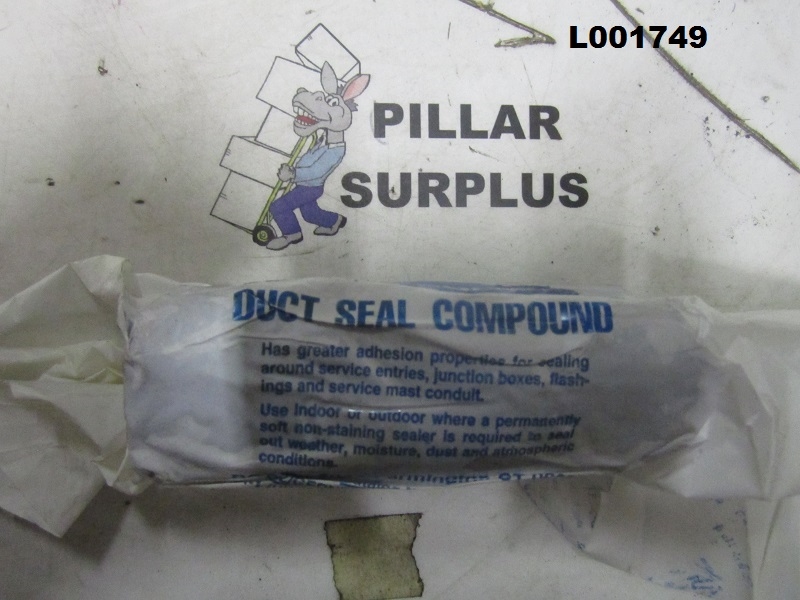 L001749
PILLAR
SURPLUS
DUCT SEAL COMPOUND
Has greater adhesion properties for sealing
around service entries, junction boxes, flash-
ings and service mast conduit.
Use Indoor or outdoor where a permanently
soft non-staining sealer is required to seal
out weather, moisture, dust and atmospheric
conditions.